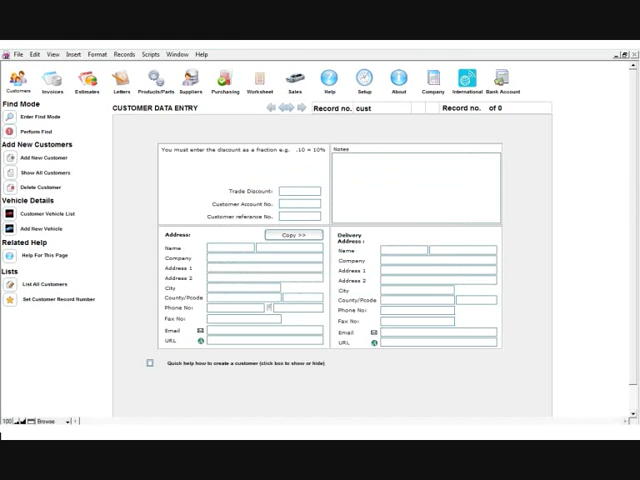 File Edit View Insert Format Records Scripts Window Help
Customers Invoices Estimates Letters Products/Parts Suppliers Purchasing Worksheet Sales Help Setup About Company International Bank Account
Find Mode
Enter Find Mode
Perform Find
Add New Customers
Add New Customer
Show All Customers
Delete Customer
Vehicle Details
Customer Vehicle List
Add New Vehicle
Related Help
Help For This Page
Lists
List All Customers
Set Customer Record Number
CUSTOMER DATA ENTRY
Record no. cust
Record no. of 0
You must enter the discount as a fraction e.g. .10 = 10%
Trade Discount:
Customer Account No.
Customer reference No.
Notes
Address:
Copy >>
Name
Company
Address 1
Address 2
City
County/Pcode
Phone No:
Fax No:
Email
URL
Delivery
Address :
Name
Company
Address 1
Address 2
City
County/Pcode
Phone No:
Fax No:
Email
URL
Quick help how to create a customer (click box to show or hide)
100 Browse